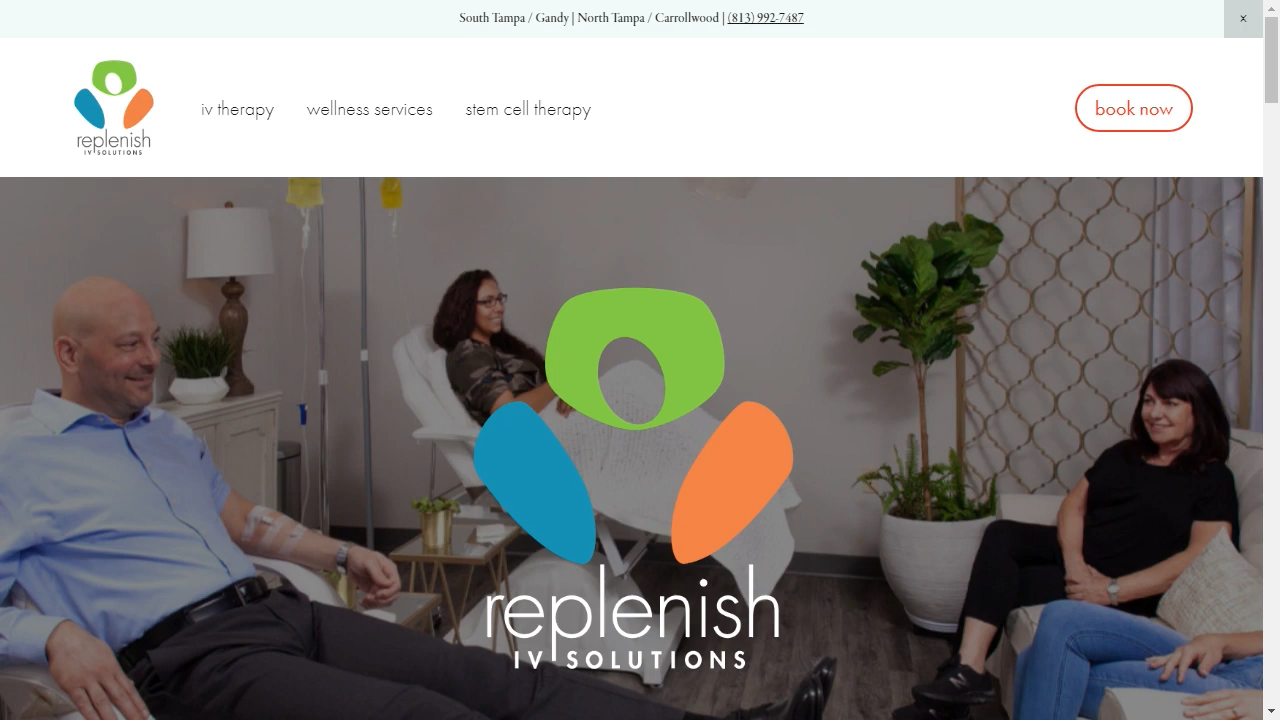 South Tampa / Gandy | North Tampa / Carrollwood | (813) 992-7487
x
replenish
IV SOLUTIONS
iv therapy
wellness services
stem cell therapy
book now
replenish
IV SOLUTIONS